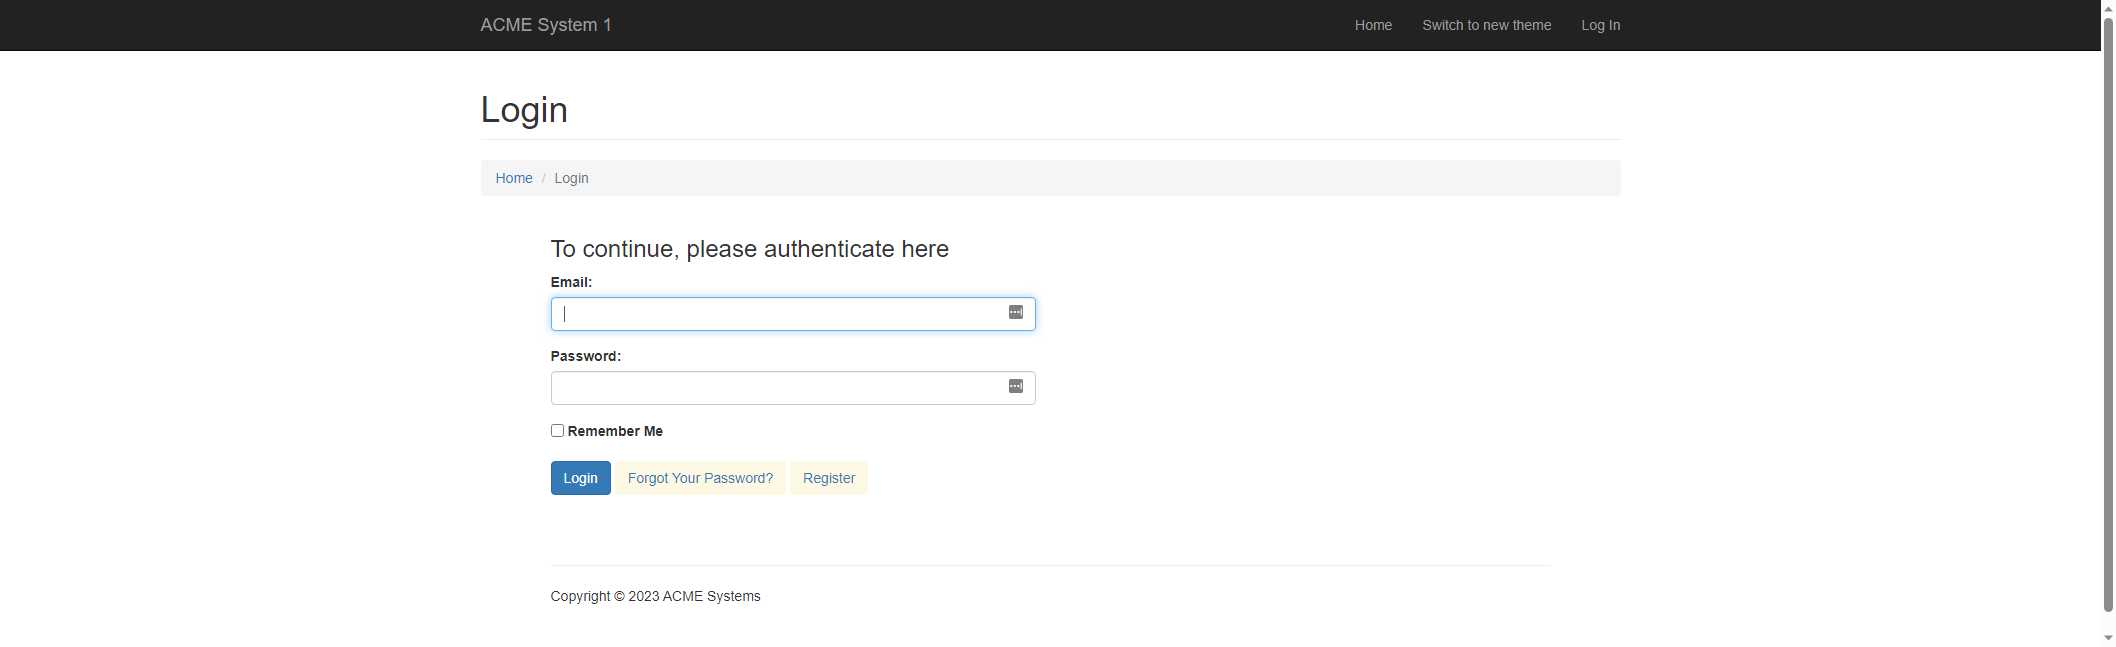 ACME System 1 Home Switch to new theme Log In
Login
Home / Login
To continue, please authenticate here
Email:
Password:
Remember Me
Login Forgot Your Password? Register
Copyright © 2023 ACME Systems